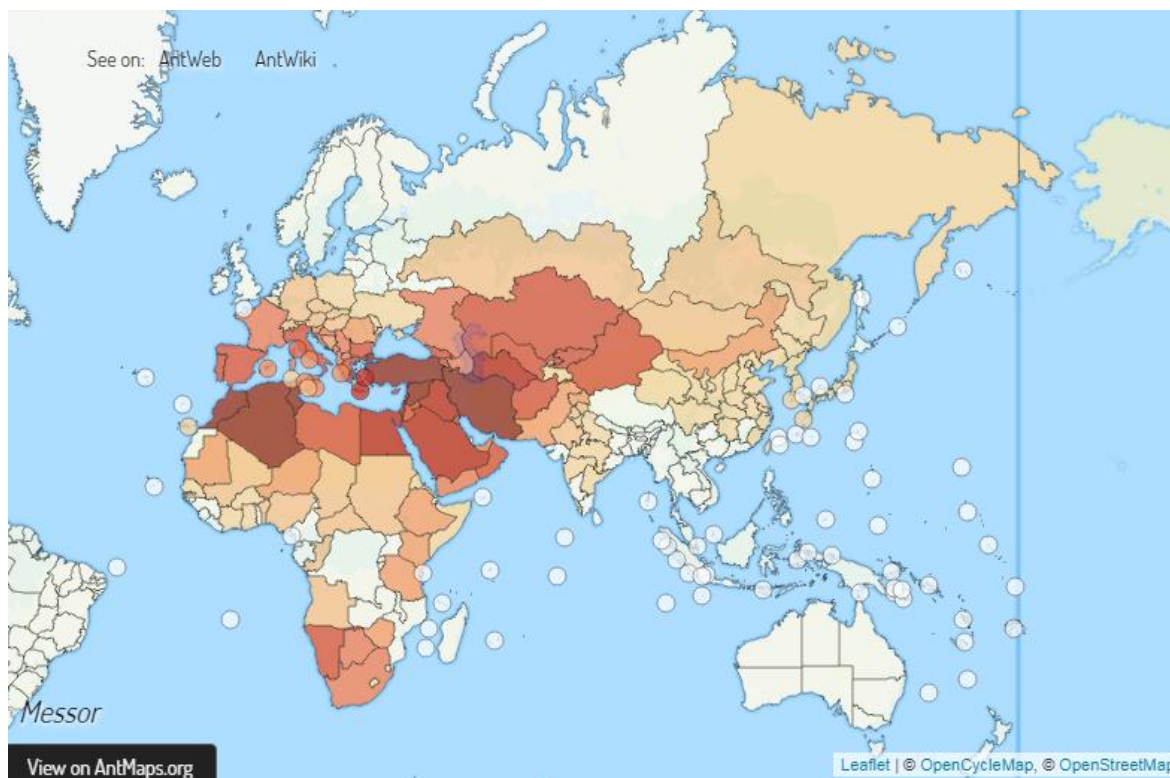 See on: AntWeb AntWiki
Messor
View on AntMaps.org
Leaflet | © OpenCycleMap, © OpenStreetMap